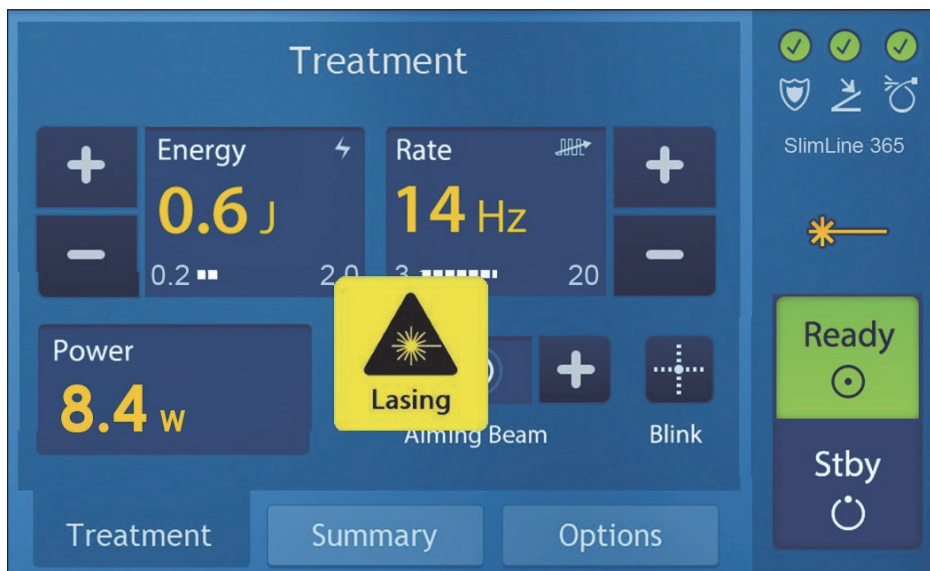 Treatment
Energy
0.6 J
0.2 2.0
Rate
14 Hz
3 20
SlimLine 365
Power
8.4 W
Lasing
Aiming Beam
Blink
Ready
Stby
Treatment
Summary
Options